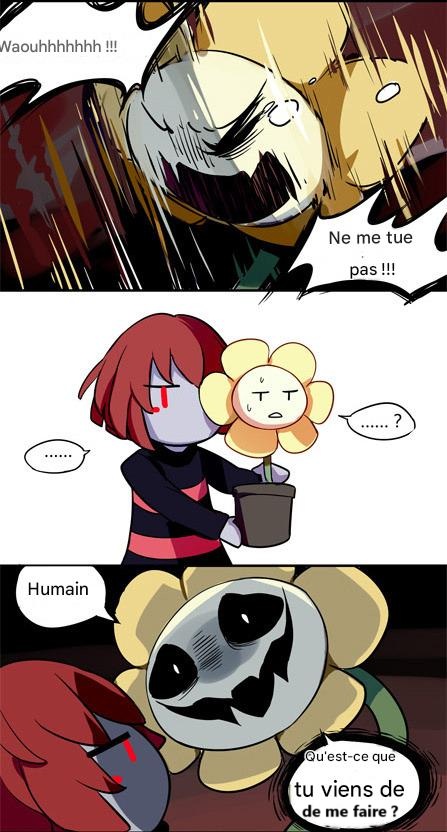 Waouhhhhhhh !!!
Ne me tue
pas !!!
......
...... ?
Humain
Qu'est-ce que
tu viens de
de me faire ?